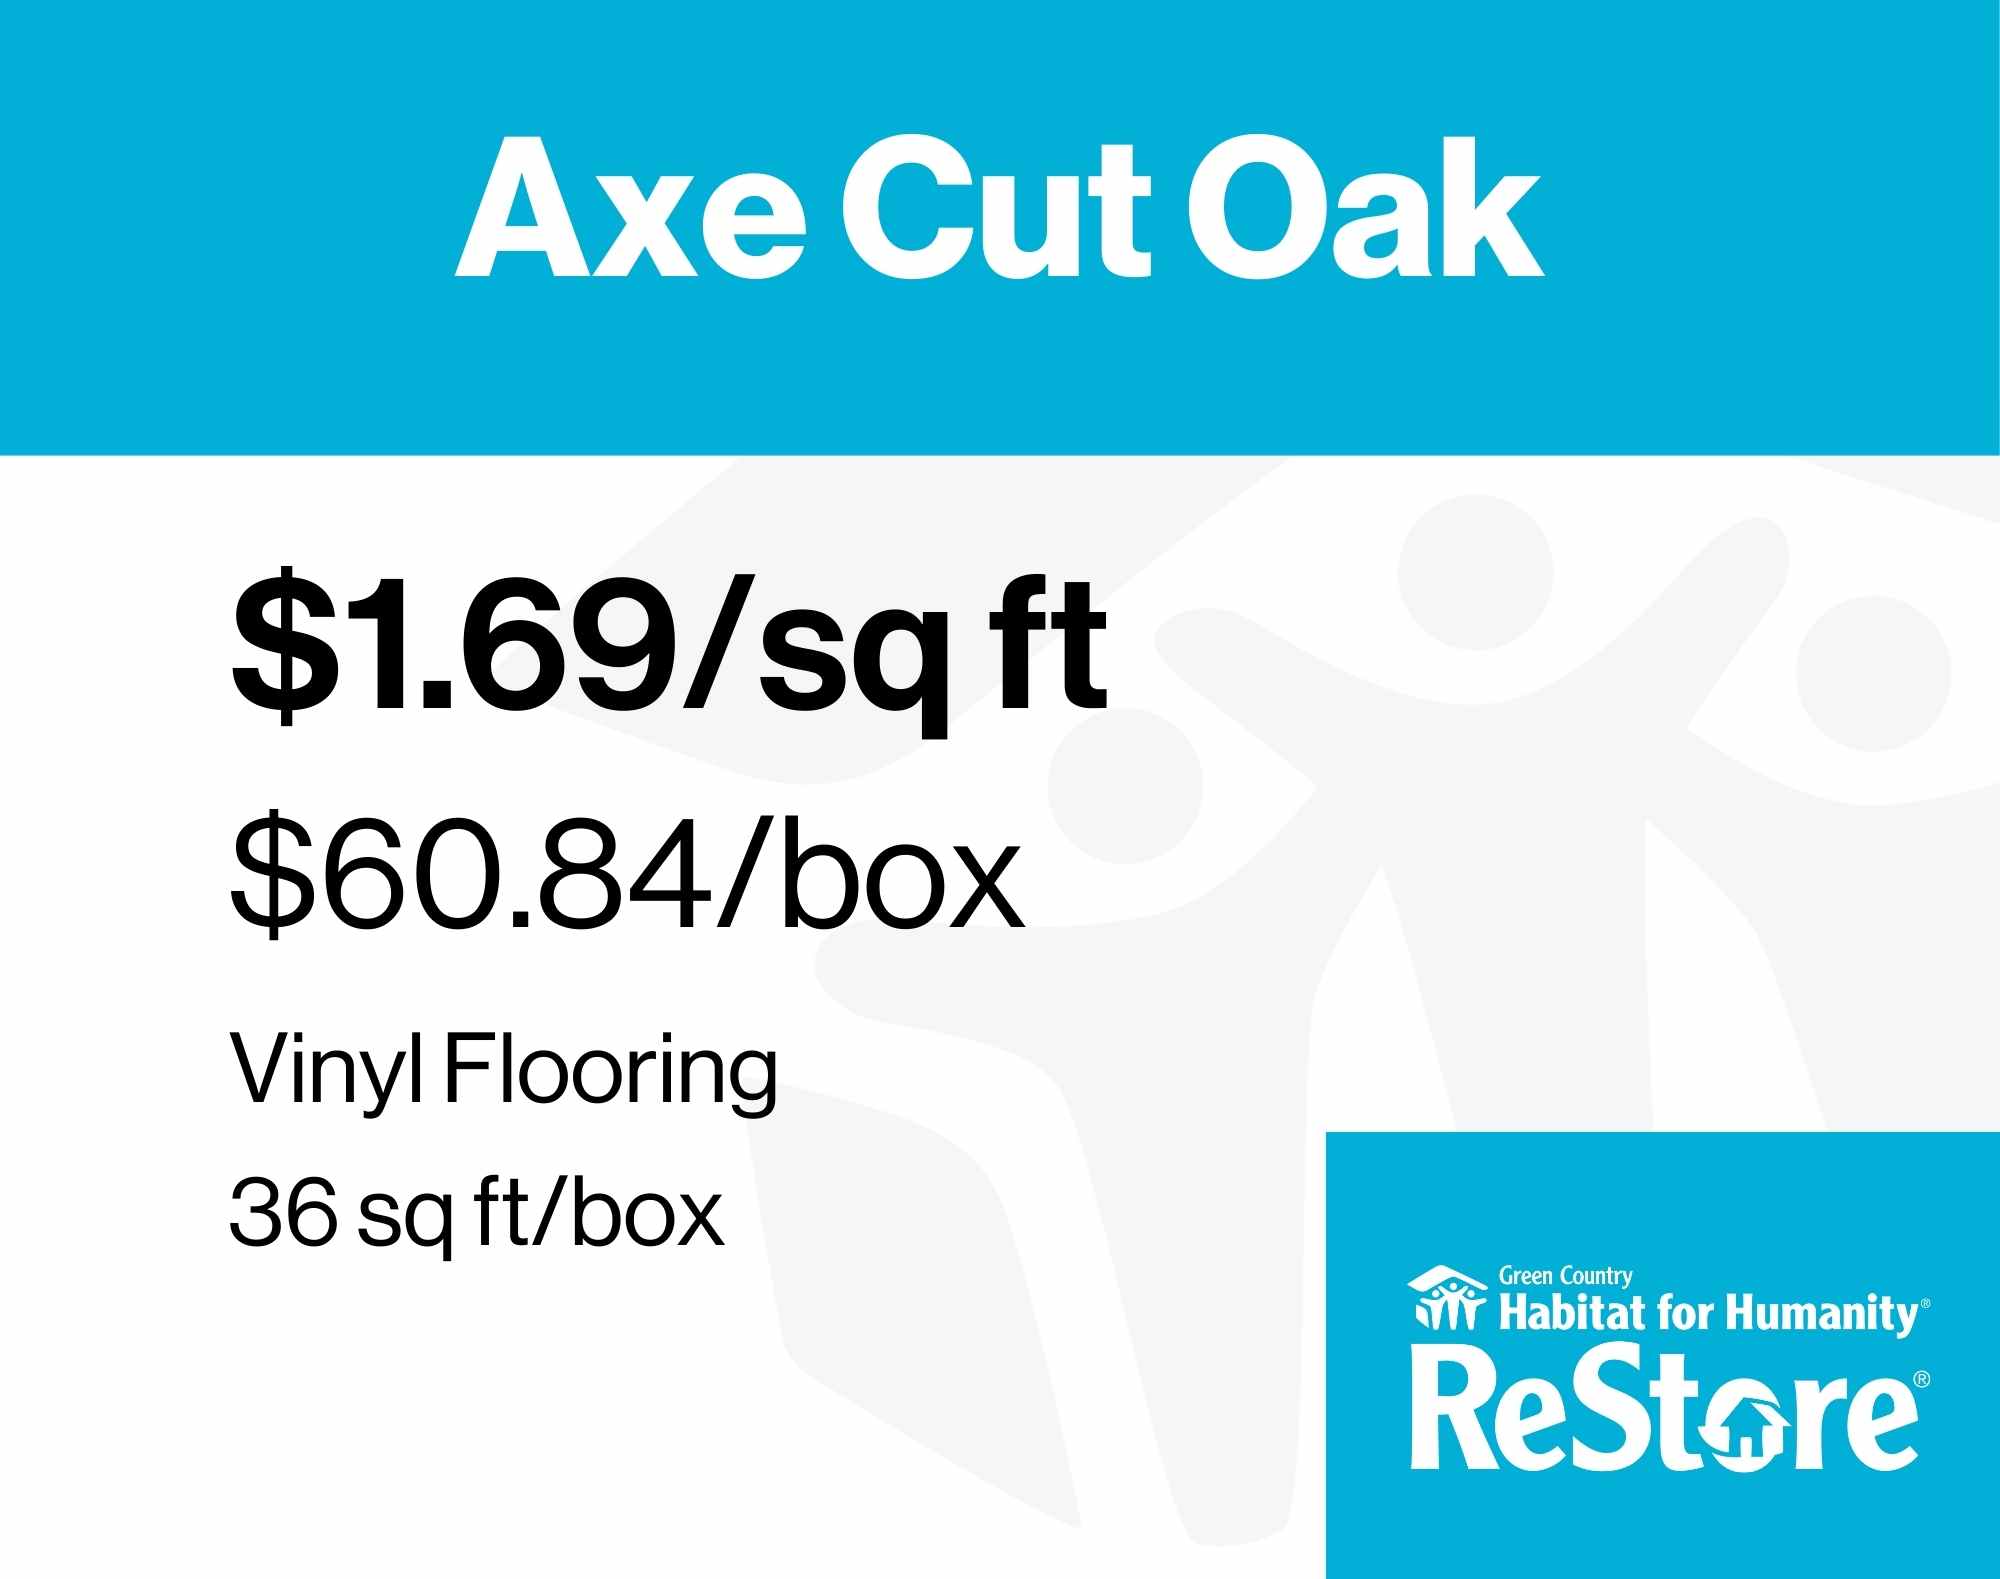 Axe Cut Oak
$1.69/sq ft
$60.84/box
Vinyl Flooring
36 sq ft/box
Green Country
Habitat for Humanity®
ReStore®